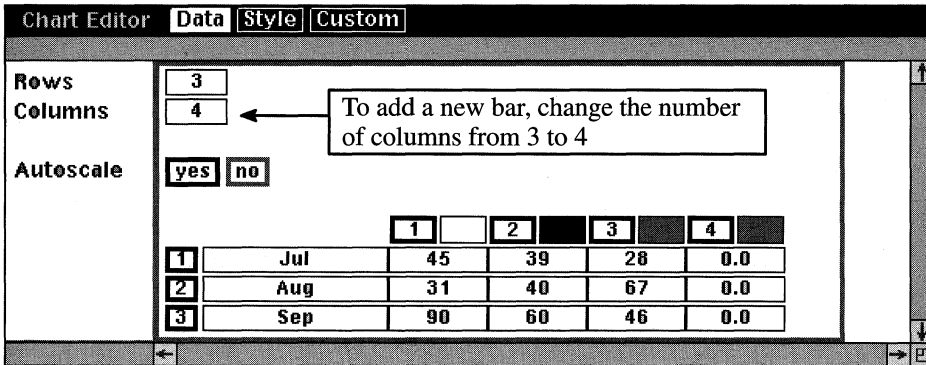 Chart Editor Data Style Custom
Rows 3
Columns 4
To add a new bar, change the number
of columns from 3 to 4
Autoscale yes no
1 2 3 4
1 Jul 45 39 28 0.0
2 Aug 31 40 67 0.0
3 Sep 90 60 46 0.0